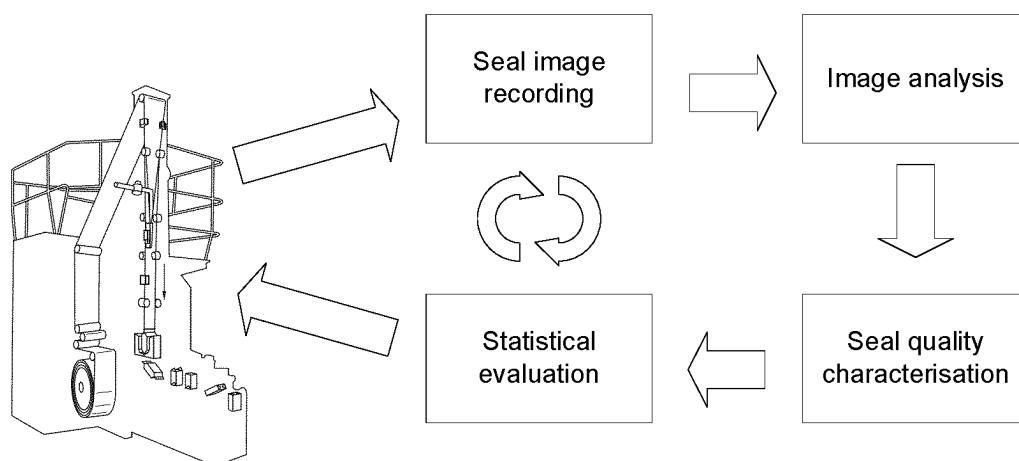 Seal image
recording
Image analysis
Statistical
evaluation
Seal quality
characterisation